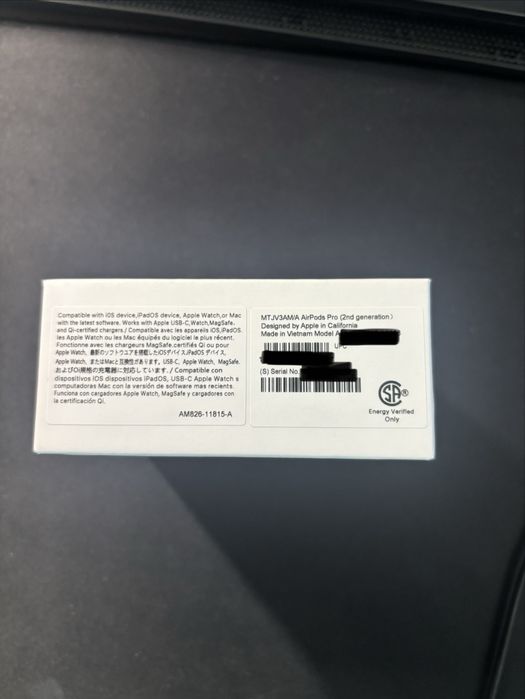 Compatible with iOS device,iPadOS device, Apple Watch,or Mac
with the latest software. Works with Apple USB-C,Watch,MagSafe,
and Qi-certified chargers./ Compatible avec les appareils iOS,iPadOS,
les Apple Watch ou les Mac équipés du logiciel le plus récent.
Fonctionne avec les chargeurs MagSafe,certifiés Qi ou pour
Apple Watch, 最新のソフトウエアを搭載したiOSデバイス,iPadOS デバイス,
Apple Watch, またはMacと互換性があります。USB-C, Apple Watch, MagSafe,
およびQi規格の充電器に対応しています. / Compatible con
dispositivos iOS dispositivos iPadOS, USB-C Apple Watch s
computadoras Mac con la versión de software mas recients.
Funciona con cargadores Apple Watch, MagSafe y cargadores con
la certificación Qi.
AM826-11815-A
MTJV3AM/A AirPods Pro (2nd generation)
Designed by Apple in California
Made in Vietnam Model A
UPC
(S) Serial No.
SA®
Energy Verified
Only